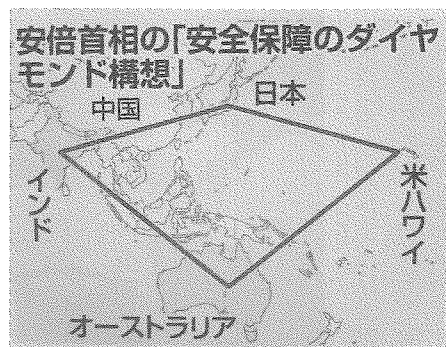 安倍首相の「安全保障のダイヤ
モンド構想」
中国
日本
インド
米ハワイ
オーストラリア